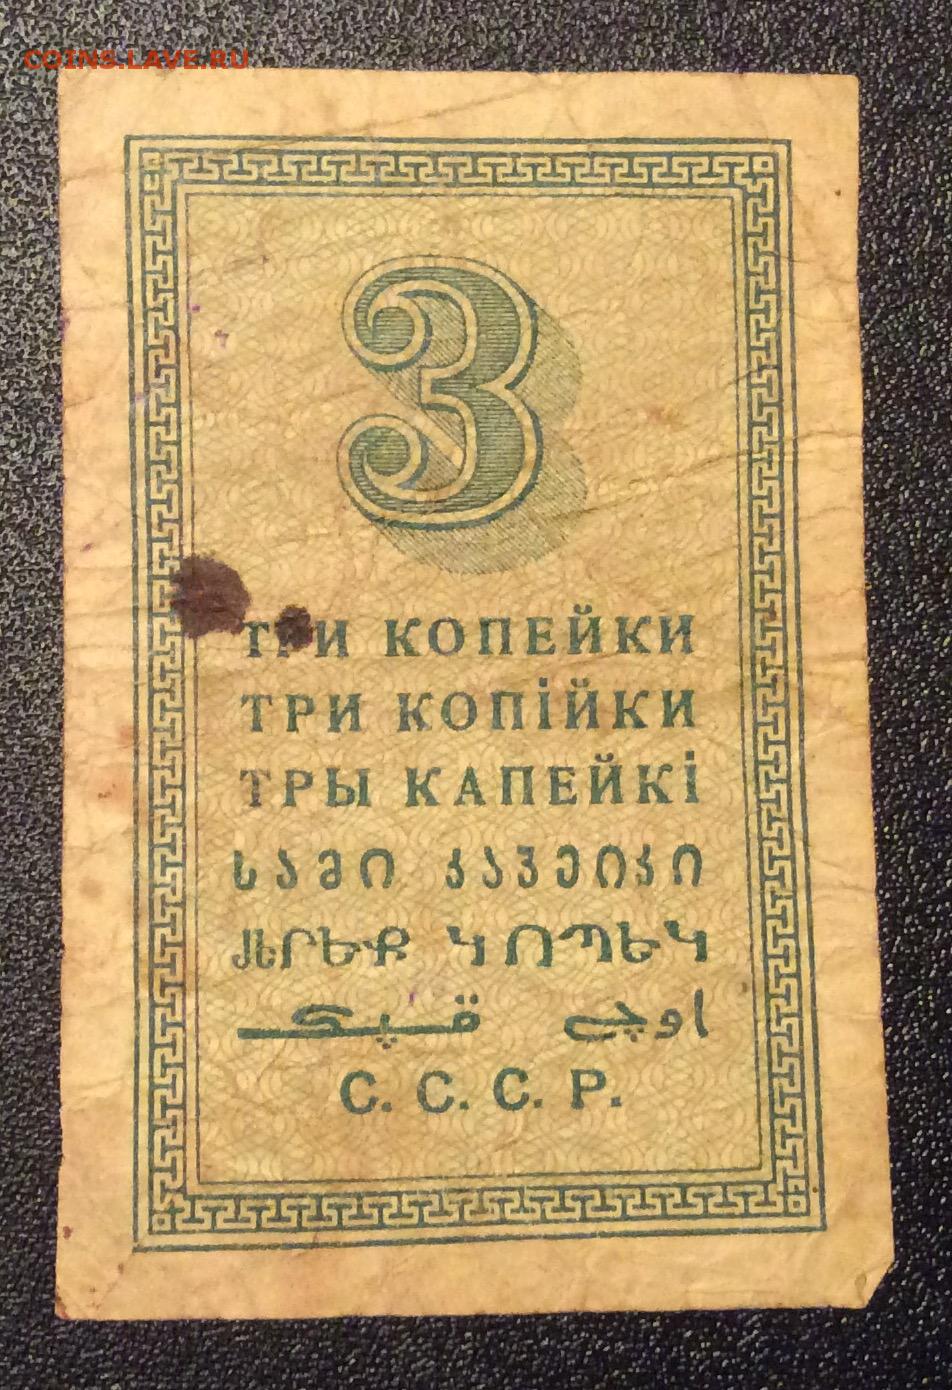 COINS.LAVE.RU
3
ТРИ КОПЕЙКИ
ТРИ КОПІЙКИ
ТРЫ КАПЕЙКІ
სამი კაპეიკი
ԵՐԵՔ ԿՈՊԵԿ
اوچ قپيك
С. С. С. Р.